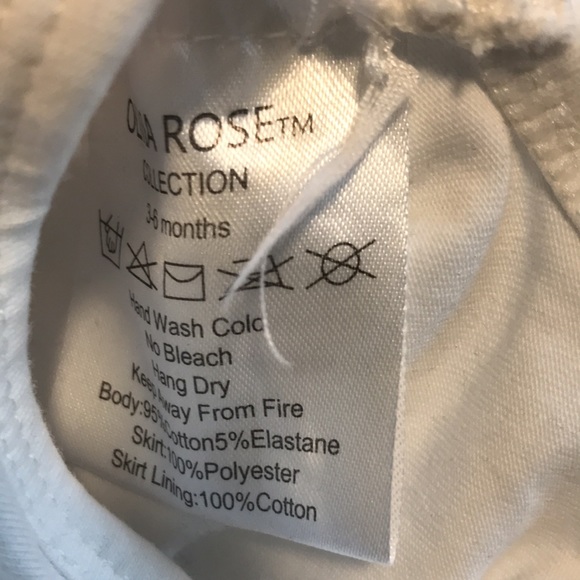 ROSE™
COLLECTION
3-6 months
Hand Wash Cold
No Bleach
Hang Dry
Keep Away From Fire
Body:95%Cotton5%Elastane
Skirt:100%Polyester
Skirt Lining:100%Cotton